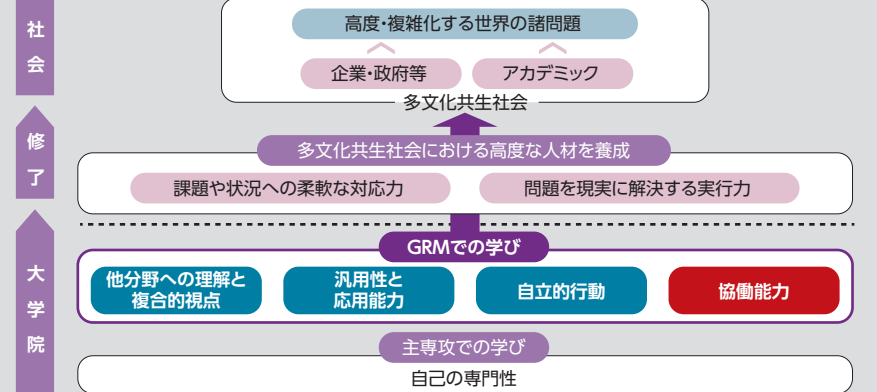 社会
高度・複雑化する世界の諸問題
企業・政府等
アカデミック
多文化共生社会
修了
多文化共生社会における高度な人材を養成
課題や状況への柔軟な対応力
問題を現実に解決する実行力
大学院
GRMでの学び
他分野への理解と
複合的視点
汎用性と
応用能力
自立的行動
協働能力
主専攻での学び
自己の専門性